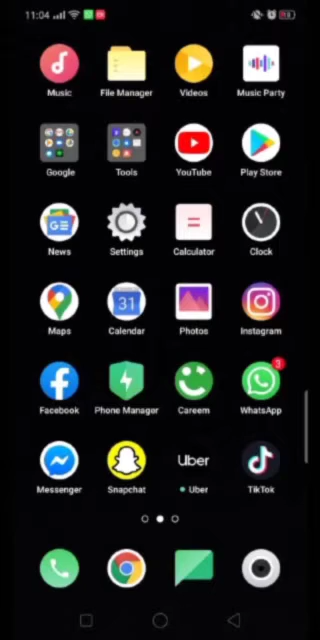 11:04
Music File Manager Videos Music Party
Google Tools YouTube Play Store
GE
News Settings Calculator Clock
31
Maps Calendar Photos Instagram
3
Facebook Phone Manager Careem WhatsApp
Uber
Messenger Snapchat Uber TikTok